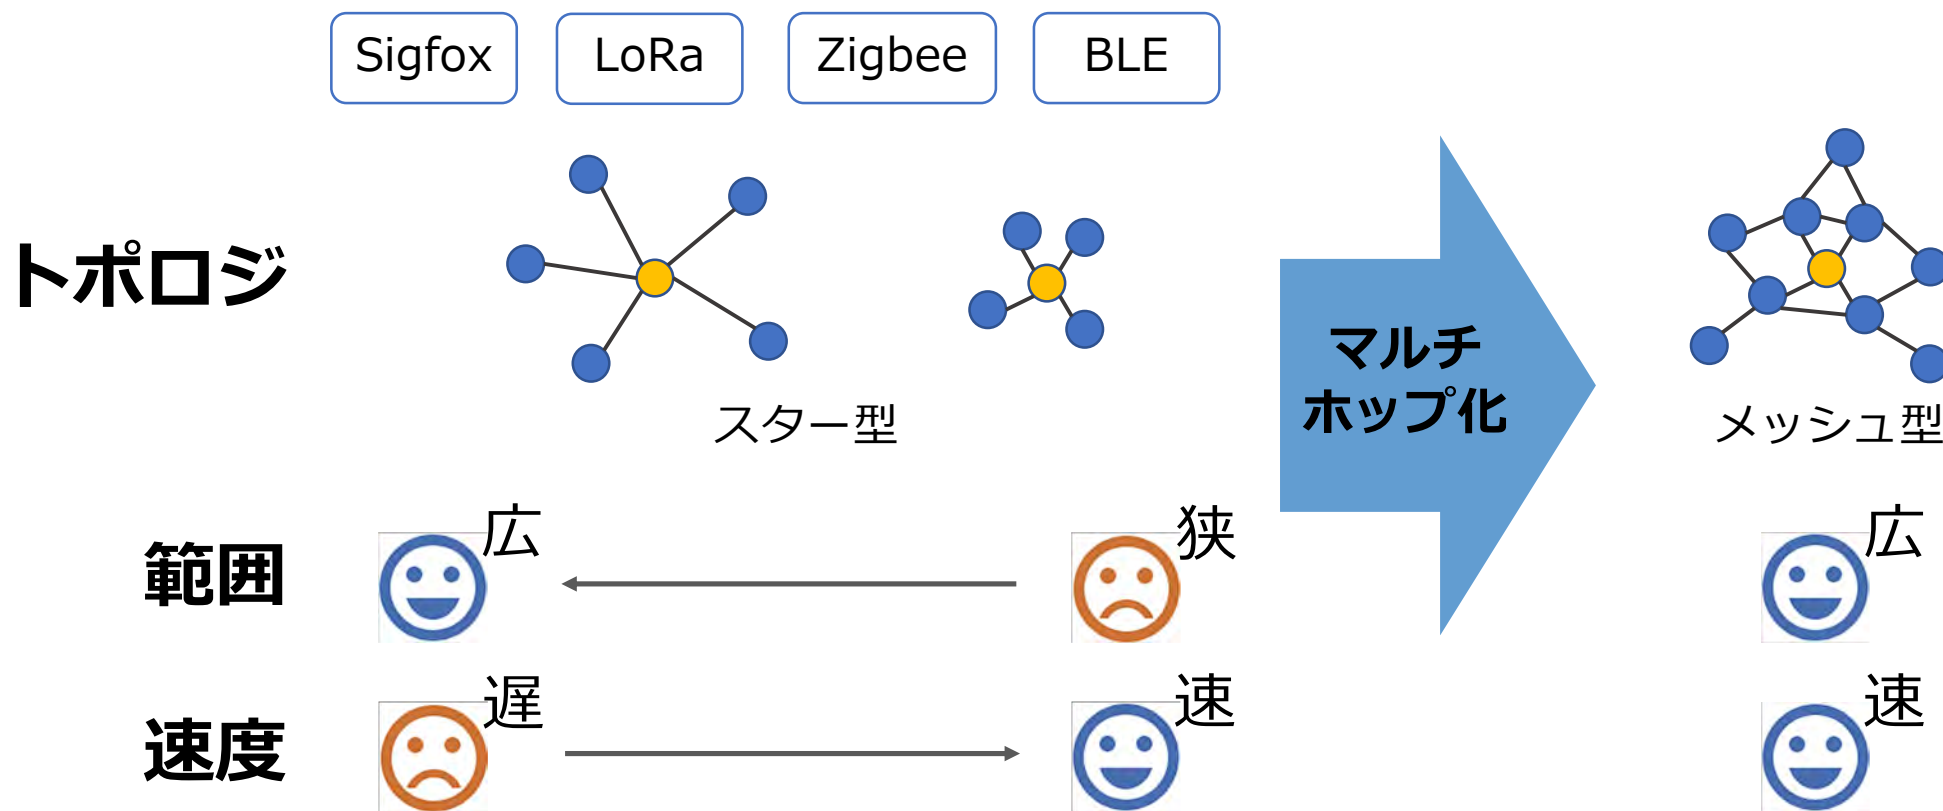 Sigfox LoRa Zigbee BLE
トポロジ
スター型
マルチ
ホップ化
メッシュ型
範囲 広 狭 広
速度 遅 速 速